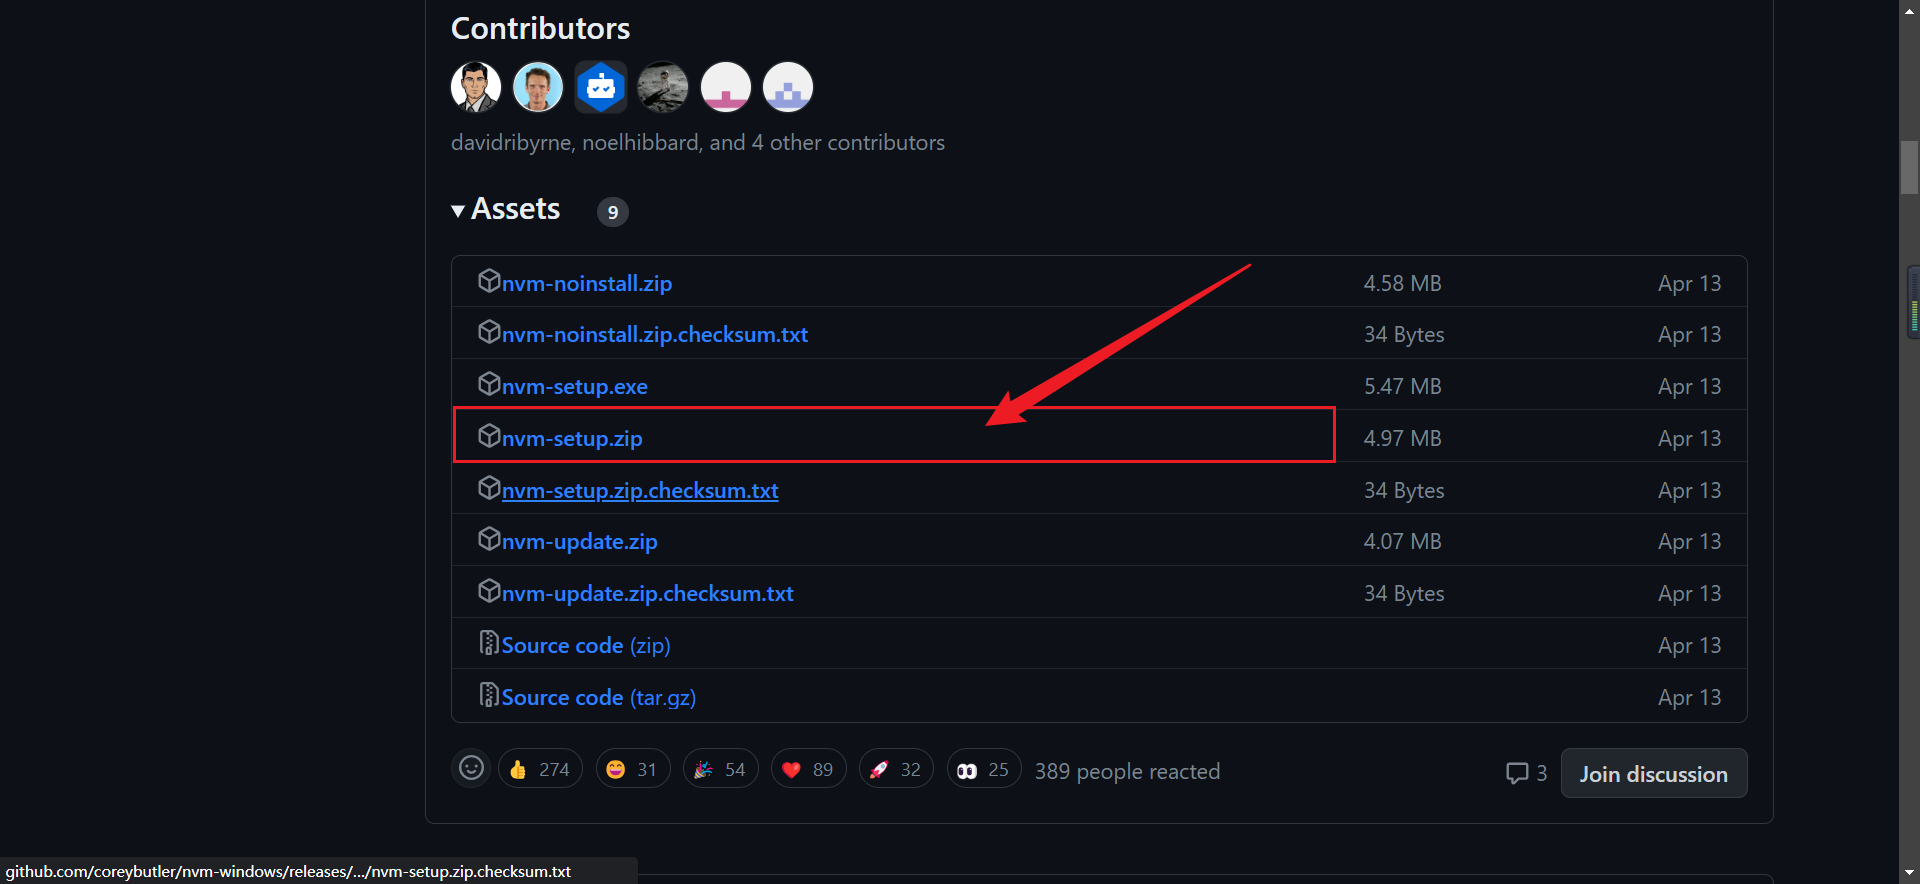 Contributors
davidribyrne, noelhibbard, and 4 other contributors
Assets 9
nvm-noinstall.zip 4.58 MB Apr 13
nvm-noinstall.zip.checksum.txt 34 Bytes Apr 13
nvm-setup.exe 5.47 MB Apr 13
nvm-setup.zip 4.97 MB Apr 13
nvm-setup.zip.checksum.txt 34 Bytes Apr 13
nvm-update.zip 4.07 MB Apr 13
nvm-update.zip.checksum.txt 34 Bytes Apr 13
Source code (zip) Apr 13
Source code (tar.gz) Apr 13
274 31 54 89 32 25 389 people reacted 3 Join discussion
github.com/coreybutler/nvm-windows/releases/.../nvm-setup.zip.checksum.txt